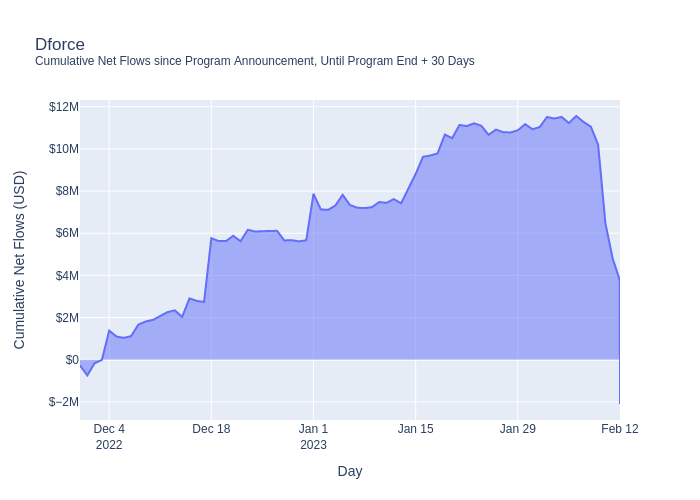 Dforce
Cumulative Net Flows since Program Announcement, Until Program End + 30 Days
Cumulative Net Flows (USD)
$12M
$10M
$8M
$6M
$4M
$2M
$0
$−2M
Dec 4 Dec 18 Jan 1 Jan 15 Jan 29 Feb 12
2022 2023
Day